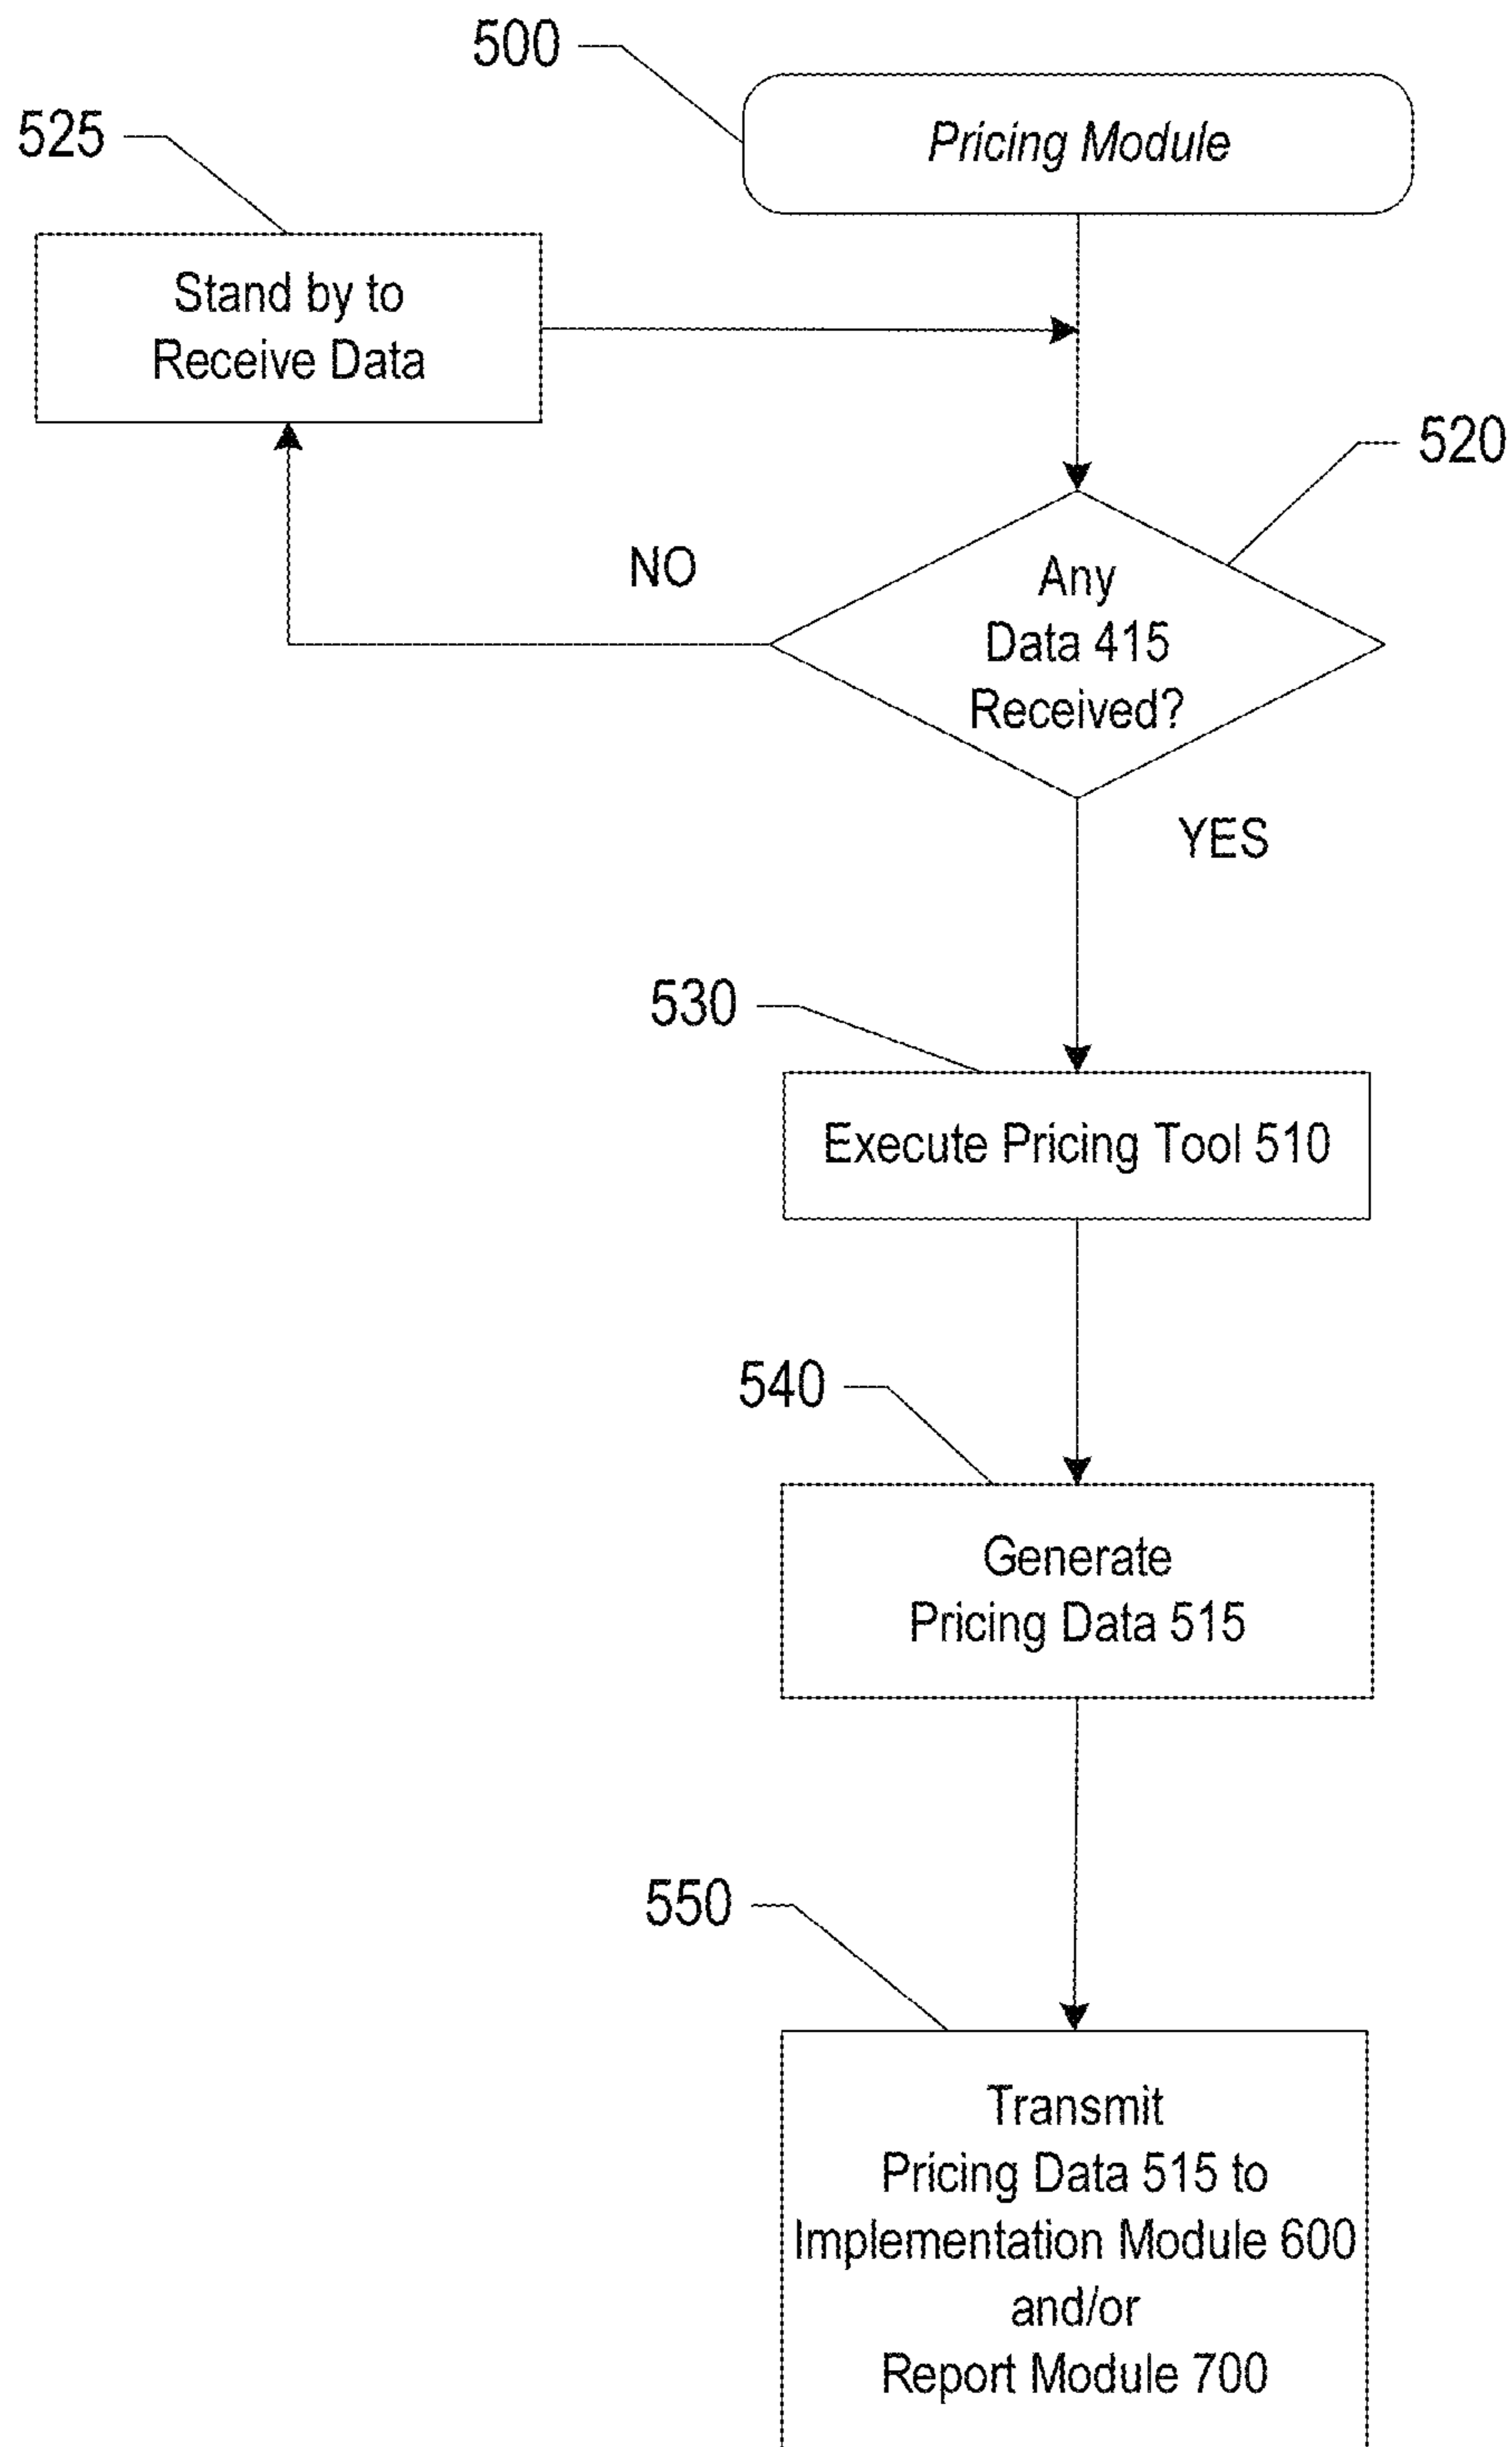 500
Pricing Module
525
Stand by to
Receive Data
520
NO
Any
Data 415
Received?
YES
530
Execute Pricing Tool 510
540
Generate
Pricing Data 515
550
Transmit
Pricing Data 515 to
Implementation Module 600
and/or
Report Module 700